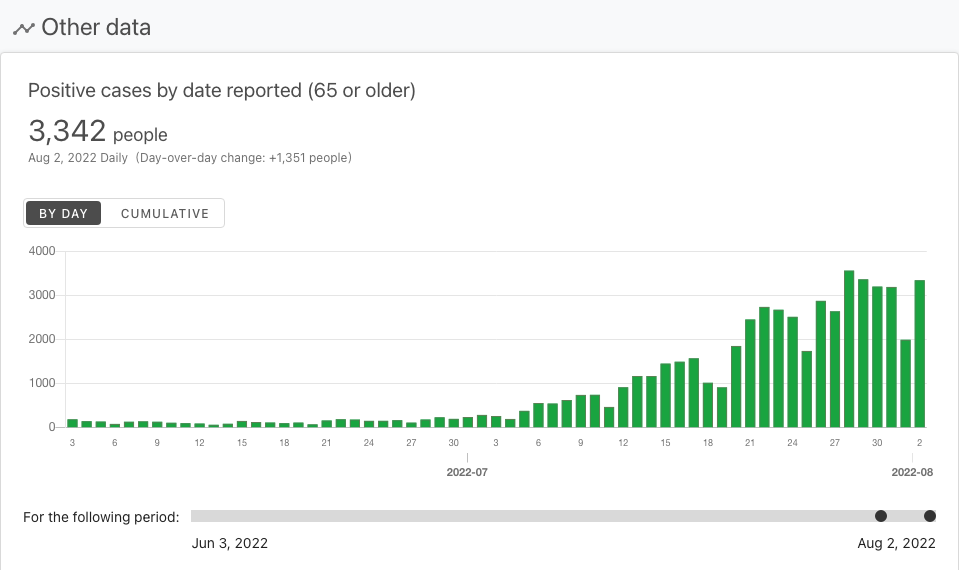 Other data
Positive cases by date reported (65 or older)
3,342 people
Aug 2, 2022 Daily (Day-over-day change: +1,351 people)
BY DAY CUMULATIVE
4000
3000
2000
1000
0
3 6 9 12 15 18 21 24 27 30 3 6 9 12 15 18 21 24 27 30 2
2022-07 2022-08
For the following period:
Jun 3, 2022 Aug 2, 2022